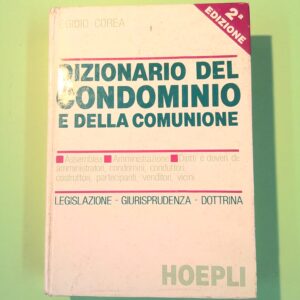 EGIDIO COREA
2ª EDIZIONE
DIZIONARIO DEL
CONDOMINIO
E DELLA COMUNIONE
Assemblea Amministrazione Diritti e doveri di
amministratori, condomini, conduttori,
costruttori, partecipanti, venditori, vicini
LEGISLAZIONE - GIURISPRUDENZA - DOTTRINA
HOEPLI